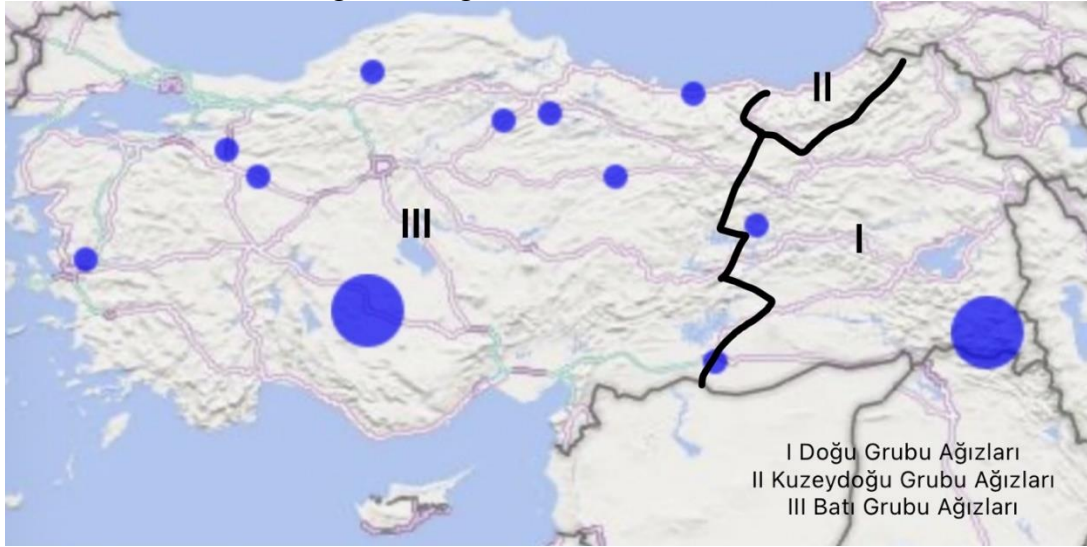 II
III
I
I Doğu Grubu Ağızları
II Kuzeydoğu Grubu Ağızları
III Batı Grubu Ağızları